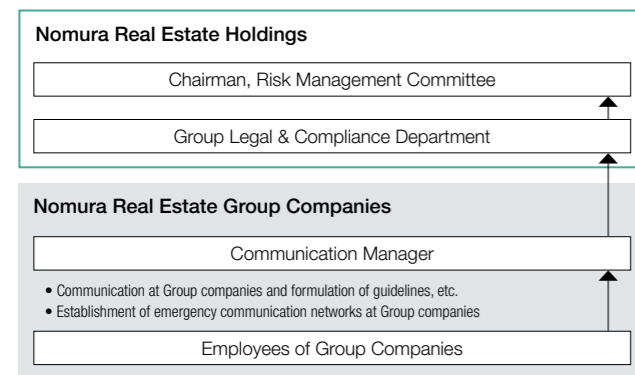 Nomura Real Estate Holdings
Chairman, Risk Management Committee
Group Legal & Compliance Department
Nomura Real Estate Group Companies
Communication Manager
• Communication at Group companies and formulation of guidelines, etc.
• Establishment of emergency communication networks at Group companies
Employees of Group Companies